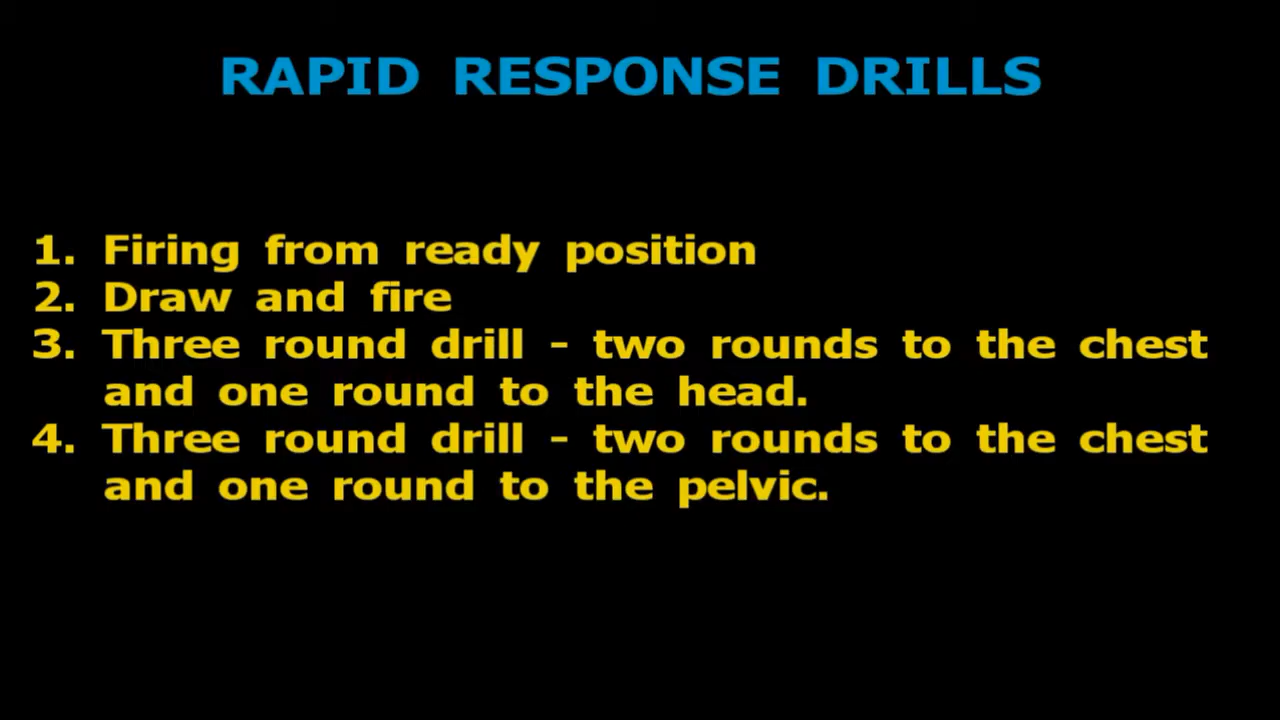 RAPID RESPONSE DRILLS
1. Firing from ready position
2. Draw and fire
3. Three round drill - two rounds to the chest
and one round to the head.
4. Three round drill - two rounds to the chest
and one round to the pelvic.